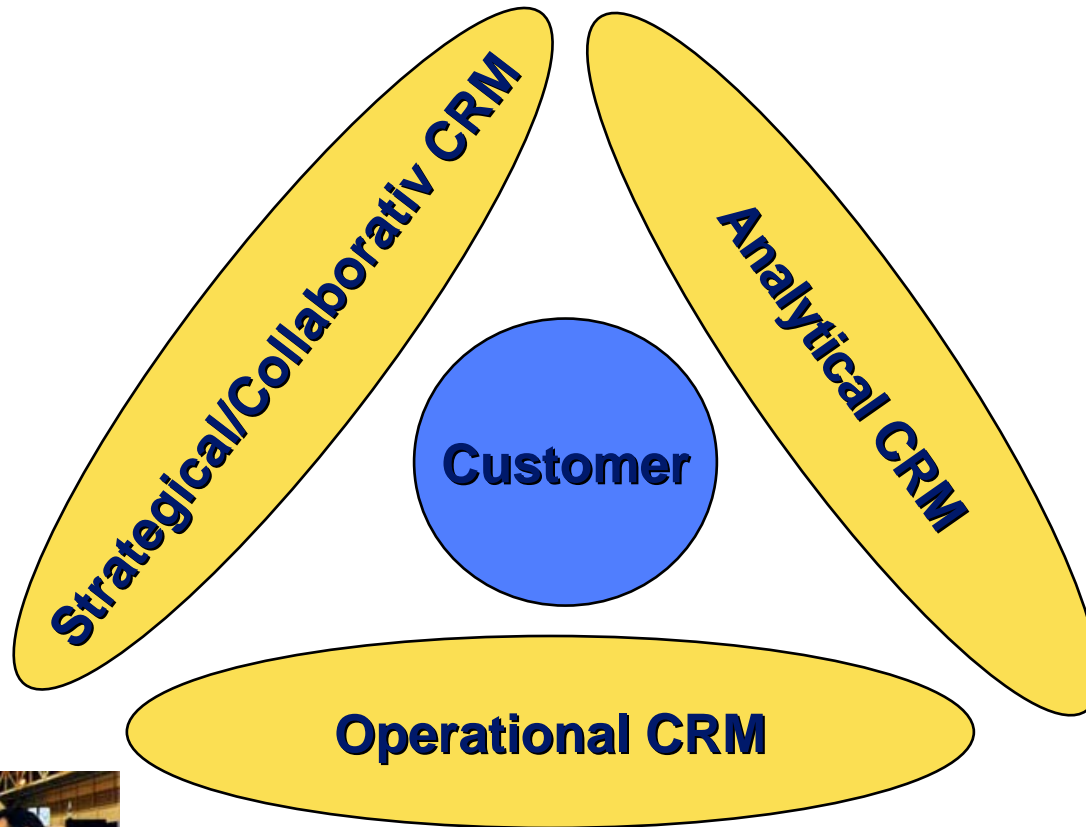 Strategical/Collaborativ CRM
Analytical CRM
Customer
Operational CRM